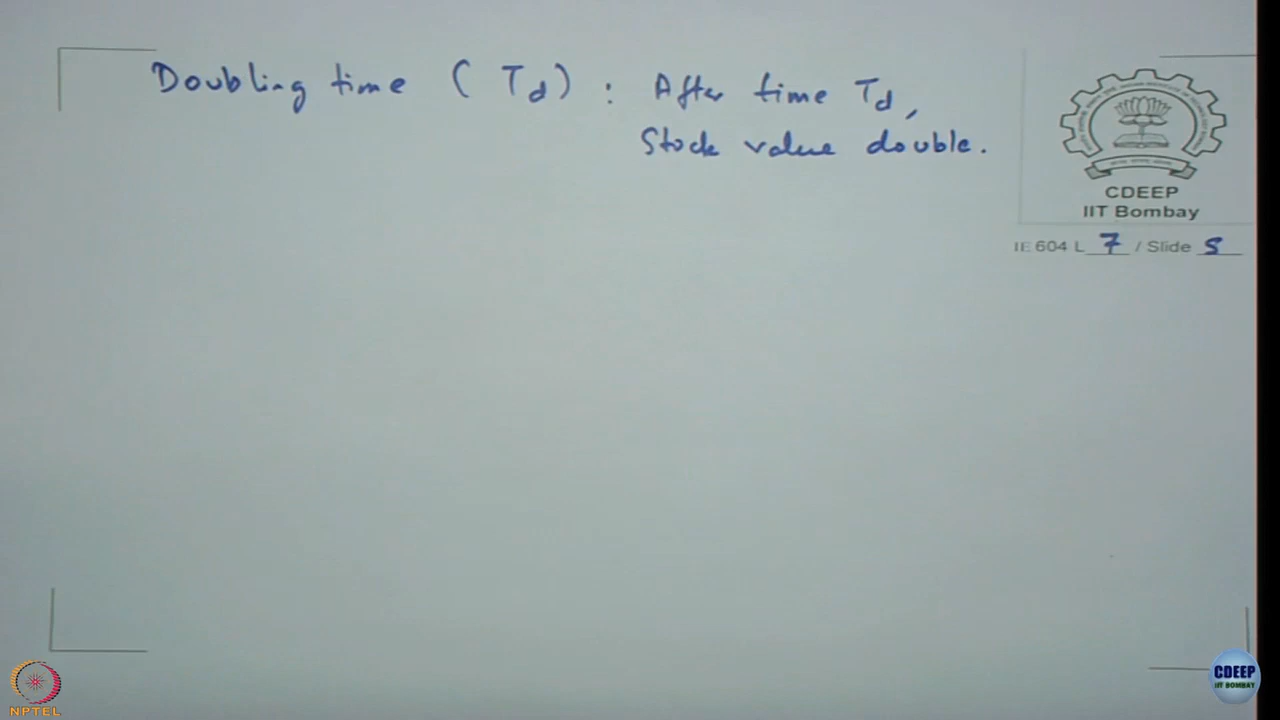 Doubling time ( Td ) : After time Td,
Stock value double.
CDEEP
IIT Bombay
IE 604 L 7 / Slide 5
NPTEL
CDEEP
IIT BOMBAY